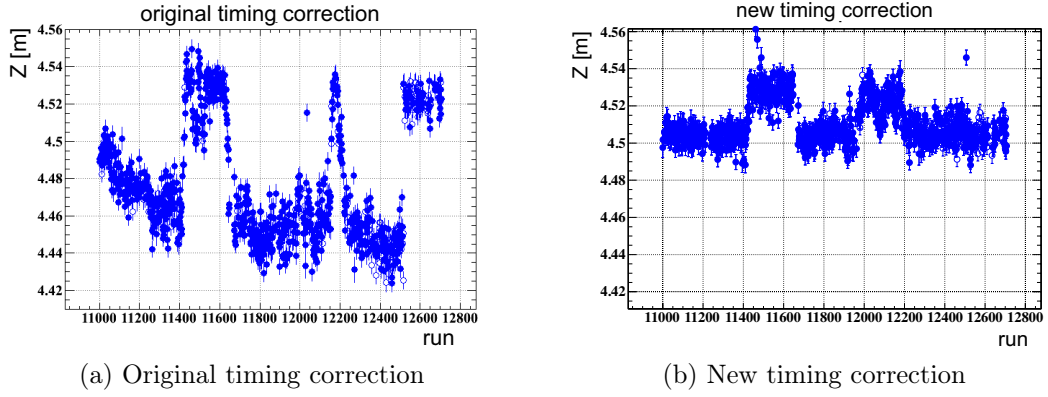 original timing correction
Z [m]
4.56
4.54
4.52
4.5
4.48
4.46
4.44
4.42
11000 11200 11400 11600 11800 12000 12200 12400 12600 12800
run
(a) Original timing correction
new timing correction
Z [m]
4.56
4.54
4.52
4.5
4.48
4.46
4.44
4.42
11000 11200 11400 11600 11800 12000 12200 12400 12600 12800
run
(b) New timing correction